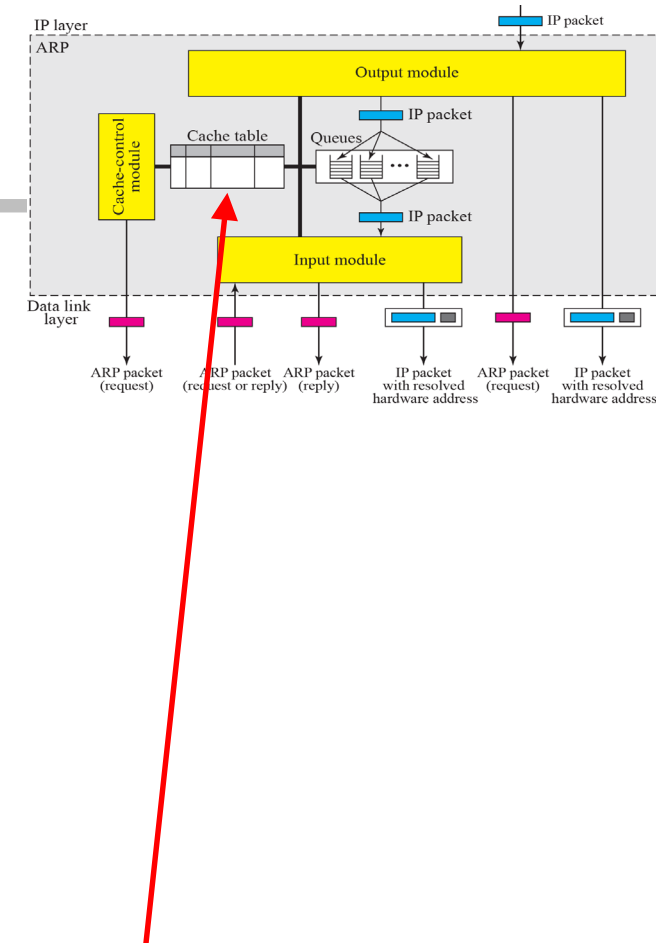 IP layer
IP packet
ARP
Output module
IP packet
Queues
Cache table
Cache-control
module
IP packet
Input module
Data link
layer
ARP packet
(request)
ARP packet
(request or reply)
ARP packet
(reply)
IP packet
with resolved
hardware address
ARP packet
(request)
IP packet
with resolved
hardware address